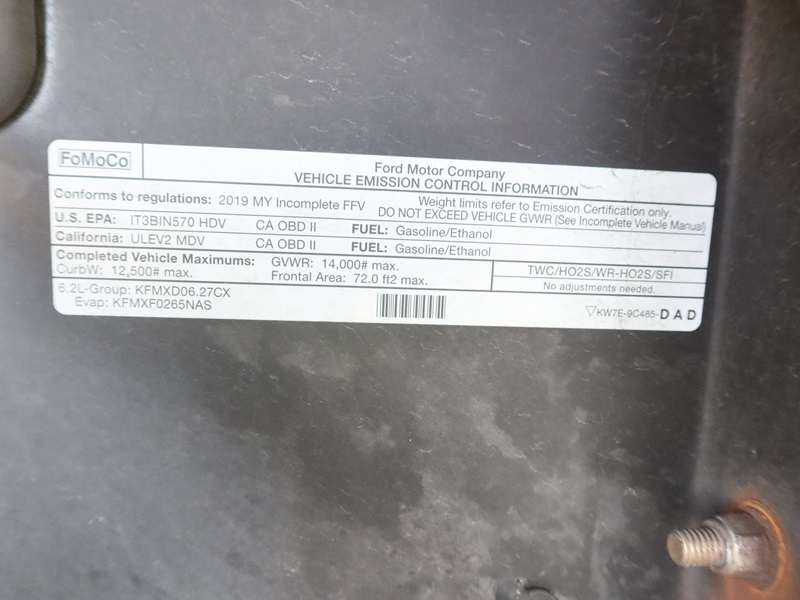 FoMoCo
Ford Motor Company
VEHICLE EMISSION CONTROL INFORMATION
Conforms to regulations: 2019 MY Incomplete FFV
Weight limits refer to Emission Certification only.
DO NOT EXCEED VEHICLE GVWR (See Incomplete Vehicle Manual)
U.S. EPA: IT3BIN570 HDV CA OBD II FUEL: Gasoline/Ethanol
California: ULEV2 MDV CA OBD II FUEL: Gasoline/Ethanol
Completed Vehicle Maximums: GVWR: 14,000# max.
CurbW: 12,500# max. Frontal Area: 72.0 ft2 max.
TWC/HO2S/WR-HO2S/SFI
No adjustments needed.
6.2L-Group: KFMXD06.27CX
Evap: KFMXF0265NAS
▽KW7E-9C485-DAD